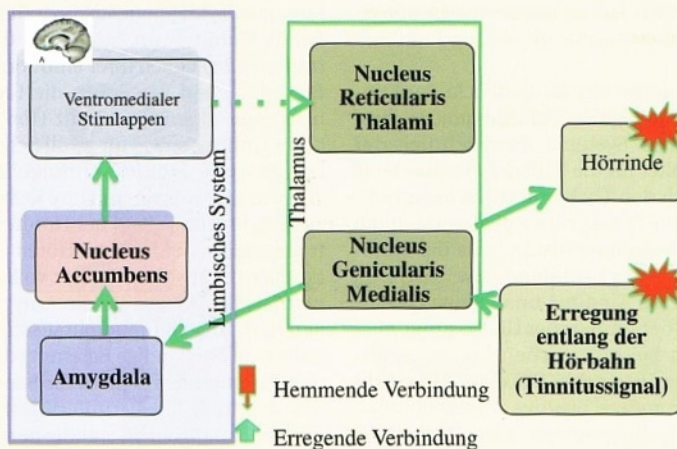 A
Ventromedialer
Stirnlappen
Nucleus
Accumbens
Amygdala
Limbisches System
Thalamus
Nucleus
Reticularis
Thalami
Nucleus
Genicularis
Medialis
Hörrinde
Erregung
entlang der
Hörbahn
(Tinnitussignal)
Hemmende Verbindung
Erregende Verbindung